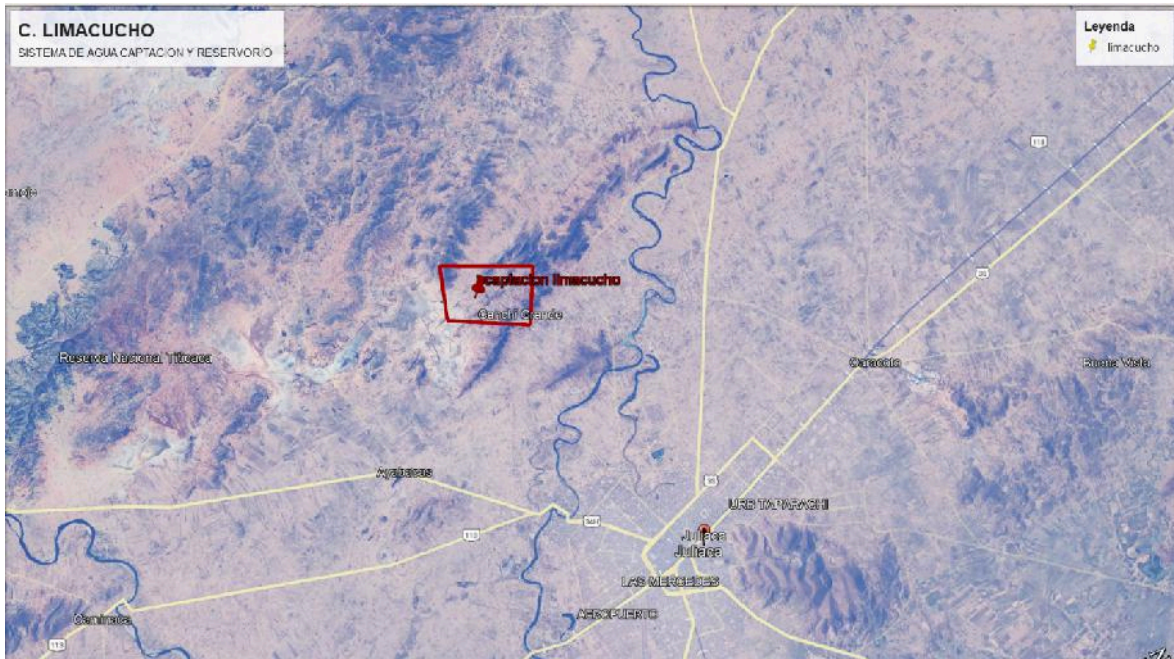 C. LIMACUCHO
SISTEMA DE AGUA CAPTACION Y RESERVORIO
Leyenda
limacucho
captacion limacucho
Canchi Grande
Reserva Nacional Titicaca
Caracoto
Buena Vista
Ayabacas
URB TAPARACHI
Juliaca
Juliaca
LAS MERCEDES
AEROPUERTO
Caminaca